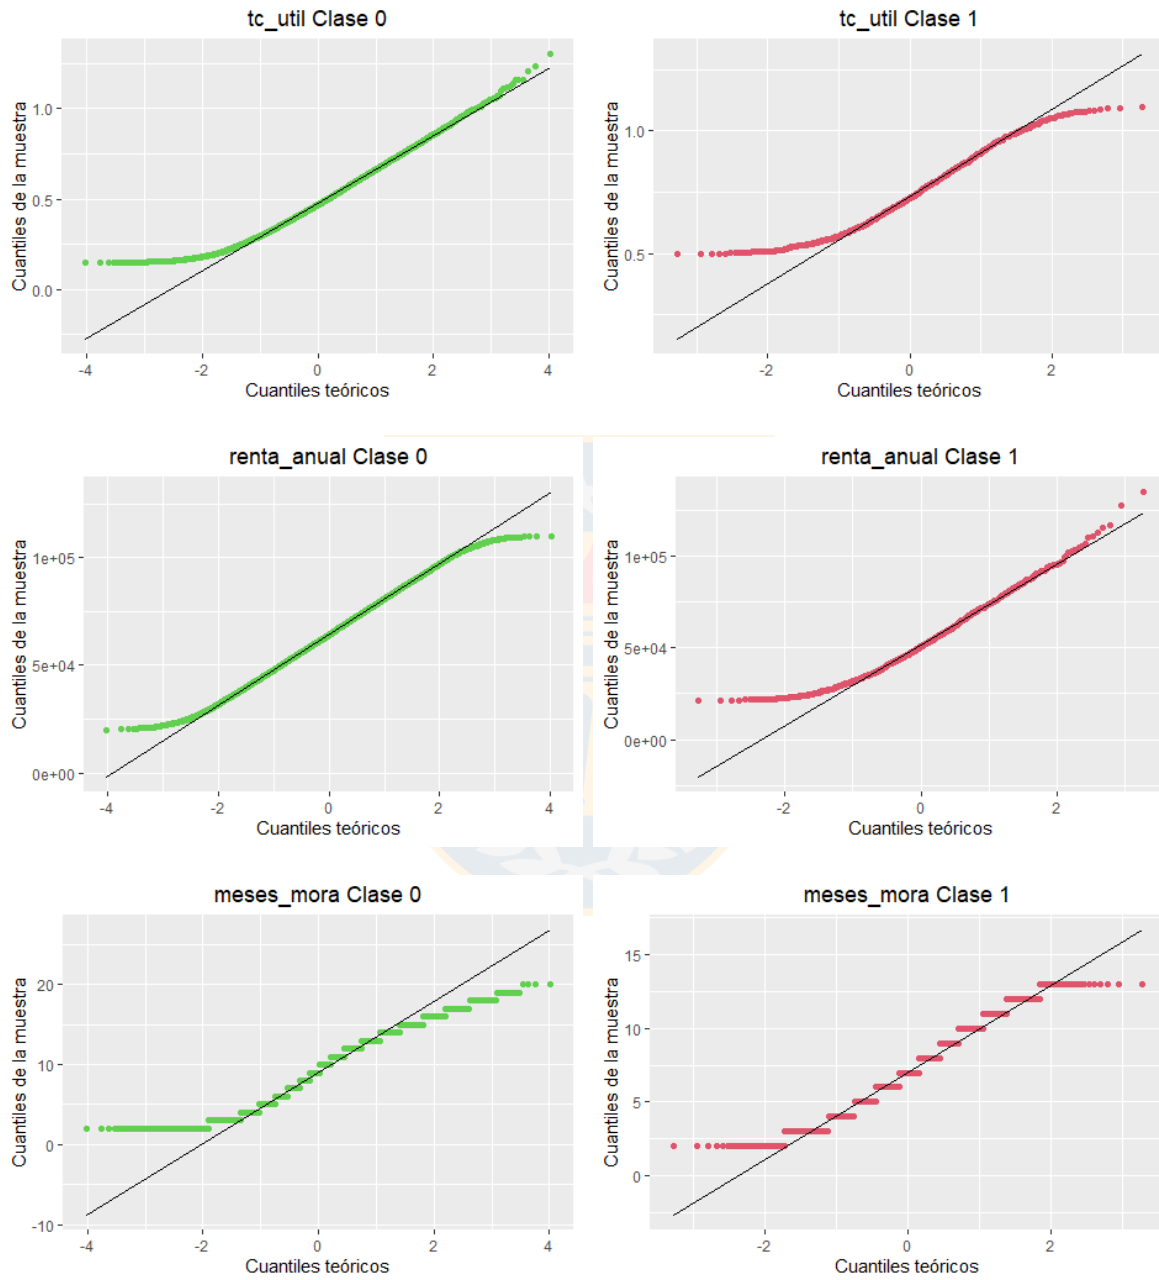 tc_util Clase 0
Cuantiles de la muestra
1.0
0.5
0.0
-4 -2 0 2 4
Cuantiles teóricos
tc_util Clase 1
Cuantiles de la muestra
1.0
0.5
-2 0 2
Cuantiles teóricos
renta_anual Clase 0
Cuantiles de la muestra
1e+05
5e+04
0e+00
-4 -2 0 2 4
Cuantiles teóricos
renta_anual Clase 1
Cuantiles de la muestra
1e+05
5e+04
0e+00
-2 0 2
Cuantiles teóricos
meses_mora Clase 0
Cuantiles de la muestra
20
10
0
-10
-4 -2 0 2 4
Cuantiles teóricos
meses_mora Clase 1
Cuantiles de la muestra
15
10
5
0
-2 0 2
Cuantiles teóricos